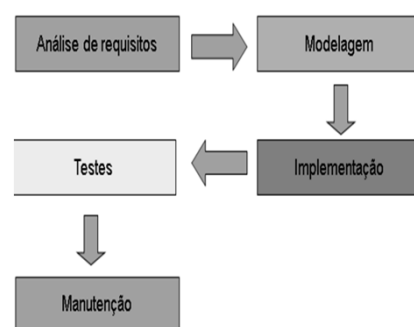 Análise de requisitos
Modelagem
Implementação
Testes
Manutenção